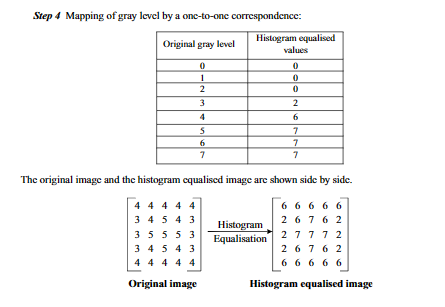 Step 4 Mapping of gray level by a one-to-one correspondence:
Original gray level Histogram equalised values
0 0
1 0
2 0
3 2
4 6
5 7
6 7
7 7
The original image and the histogram equalised image are shown side by side.
4 4 4 4 4 6 6 6 6 6
3 4 5 4 3 Histogram 2 6 7 6 2
3 5 5 5 3 Equalisation 2 7 7 7 2
3 4 5 4 3 2 6 7 6 2
4 4 4 4 4 6 6 6 6 6
Original image Histogram equalised image